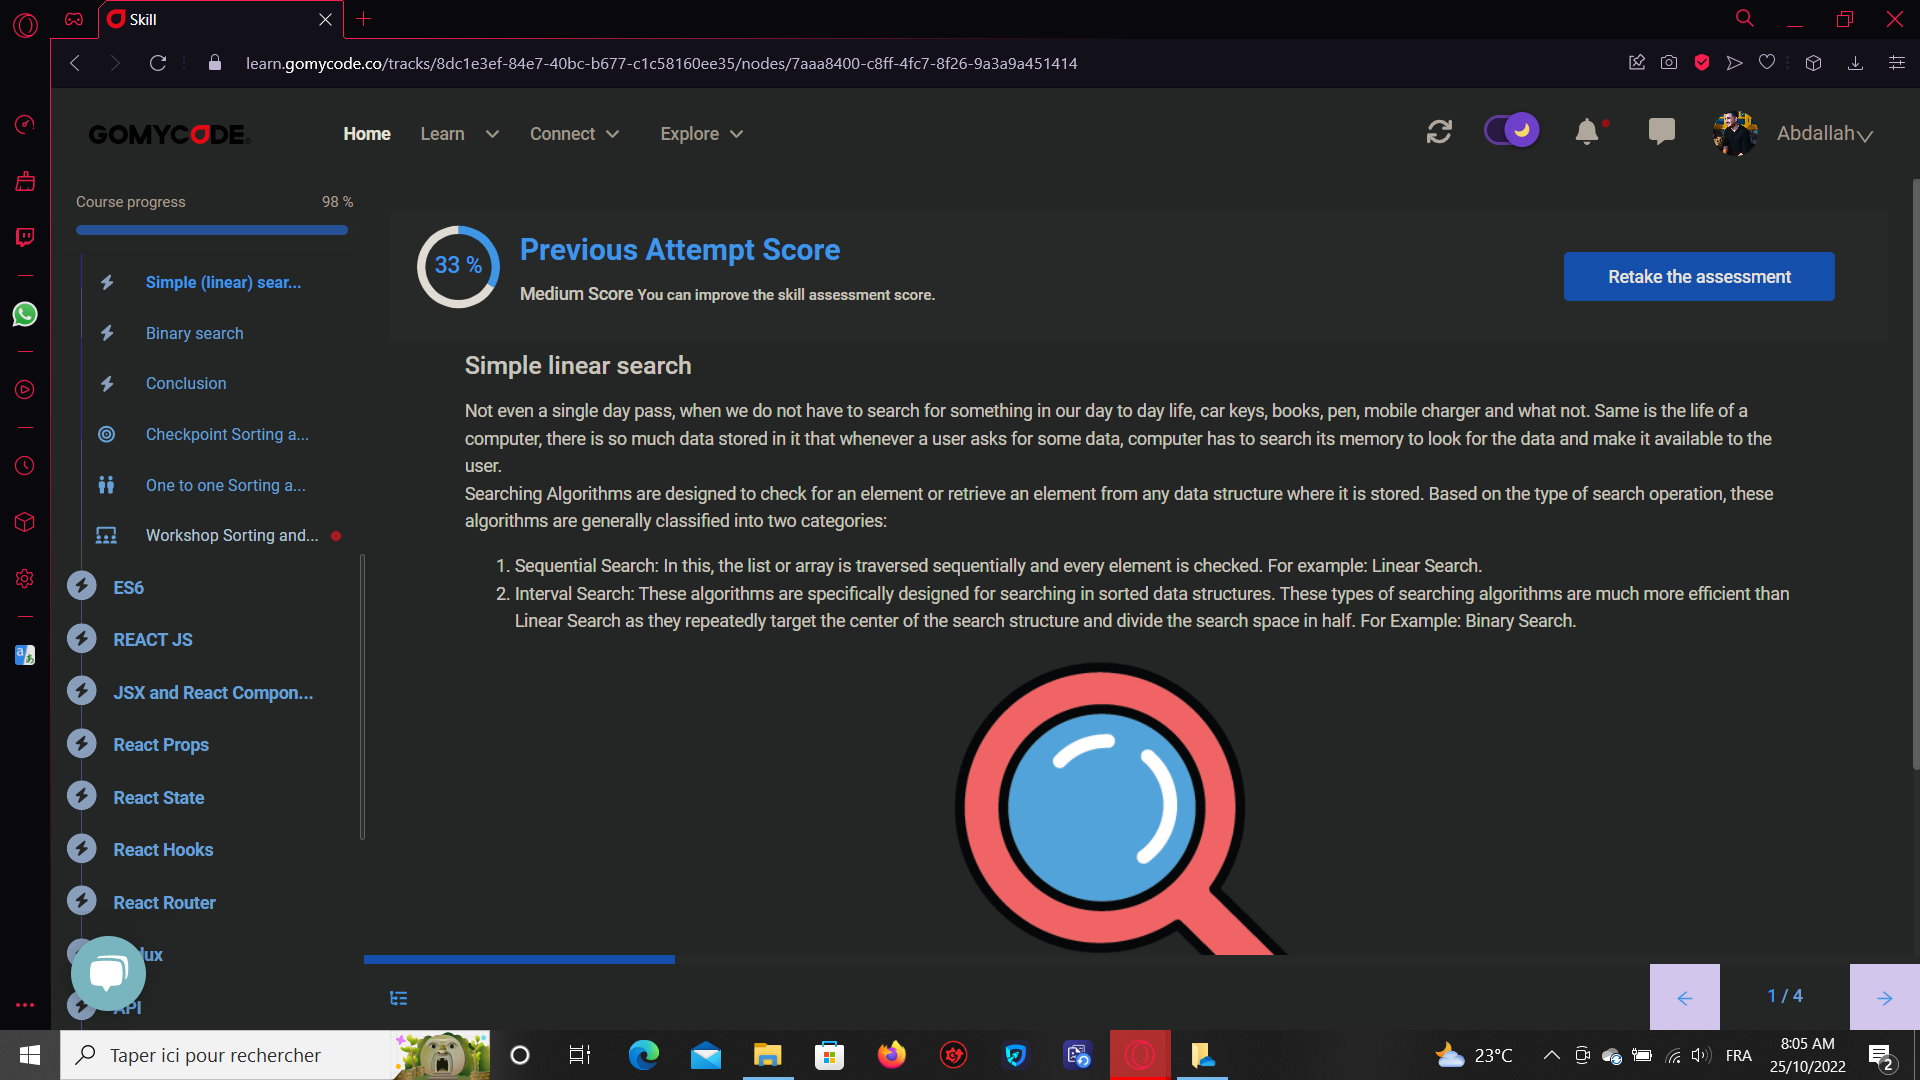 Skill
learn.gomycode.co/tracks/8dc1e3ef-84e7-40bc-b677-c1c58160ee35/nodes/7aaa8400-c8ff-4fc7-8f26-9a3a9a451414
GOMYCODE
Home
Learn
Connect
Explore
Abdallah
Course progress
98 %
Simple (linear) sear...
Binary search
Conclusion
Checkpoint Sorting a...
One to one Sorting a...
Workshop Sorting and...
ES6
REACT JS
JSX and React Compon...
React Props
React State
React Hooks
React Router
lux
API
33 %
Previous Attempt Score
Medium Score You can improve the skill assessment score.
Retake the assessment
Simple linear search
Not even a single day pass, when we do not have to search for something in our day to day life, car keys, books, pen, mobile charger and what not. Same is the life of a
computer, there is so much data stored in it that whenever a user asks for some data, computer has to search its memory to look for the data and make it available to the
user.
Searching Algorithms are designed to check for an element or retrieve an element from any data structure where it is stored. Based on the type of search operation, these
algorithms are generally classified into two categories:
1. Sequential Search: In this, the list or array is traversed sequentially and every element is checked. For example: Linear Search.
2. Interval Search: These algorithms are specifically designed for searching in sorted data structures. These types of searching algorithms are much more efficient than
Linear Search as they repeatedly target the center of the search structure and divide the search space in half. For Example: Binary Search.
1 / 4
Taper ici pour rechercher
23°C
FRA
8:05 AM
25/10/2022
2